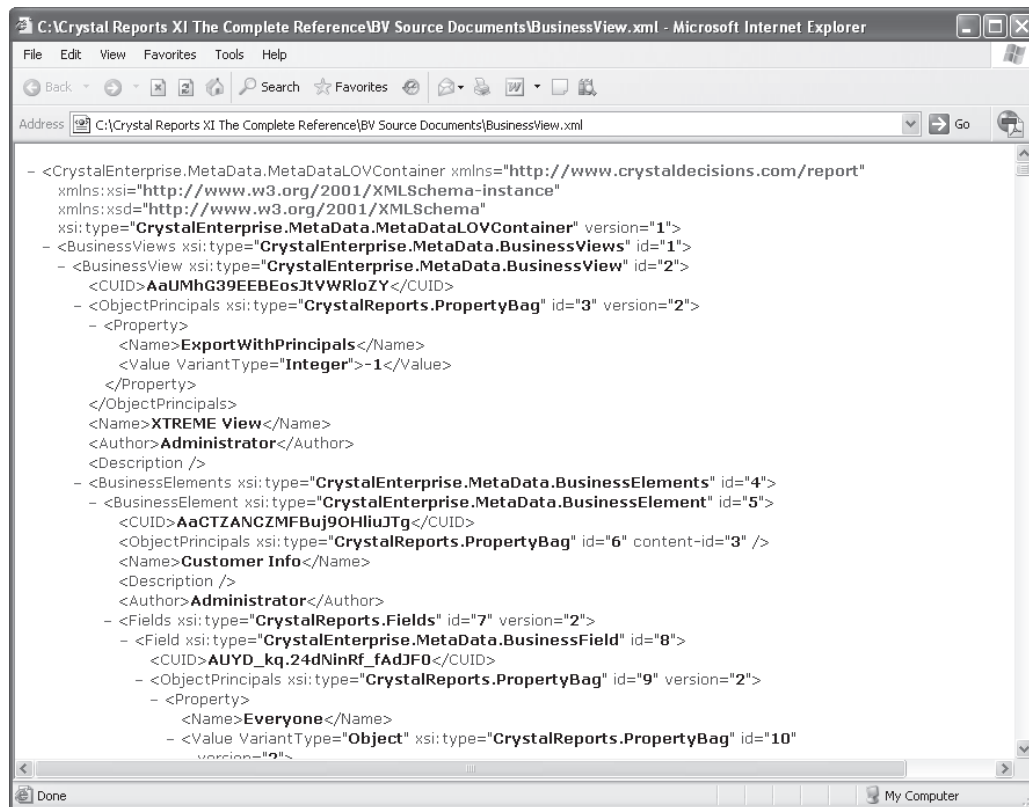 C:\Crystal Reports XI The Complete Reference\BV Source Documents\BusinessView.xml - Microsoft Internet Explorer
File Edit View Favorites Tools Help
Back Search Favorites
Address C:\Crystal Reports XI The Complete Reference\BV Source Documents\BusinessView.xml Go
- <CrystalEnterprise.MetaData.MetaDataLOVContainer xmlns="http://www.crystaldecisions.com/report"
xmlns:xsi="http://www.w3.org/2001/XMLSchema-instance"
xmlns:xsd="http://www.w3.org/2001/XMLSchema"
xsi:type="CrystalEnterprise.MetaData.MetaDataLOVContainer" version="1">
- <BusinessViews xsi:type="CrystalEnterprise.MetaData.BusinessViews" id="1">
- <BusinessView xsi:type="CrystalEnterprise.MetaData.BusinessView" id="2">
<CUID>AaUMhG39EEBEosJtVWRloZY</CUID>
- <ObjectPrincipals xsi:type="CrystalReports.PropertyBag" id="3" version="2">
- <Property>
<Name>ExportWithPrincipals</Name>
<Value VariantType="Integer">-1</Value>
</Property>
</ObjectPrincipals>
<Name>XTREME View</Name>
<Author>Administrator</Author>
<Description />
- <BusinessElements xsi:type="CrystalEnterprise.MetaData.BusinessElements" id="4">
- <BusinessElement xsi:type="CrystalEnterprise.MetaData.BusinessElement" id="5">
<CUID>AaCTZANCZMFBuj9OHliuJTg</CUID>
<ObjectPrincipals xsi:type="CrystalReports.PropertyBag" id="6" content-id="3" />
<Name>Customer Info</Name>
<Description />
<Author>Administrator</Author>
- <Fields xsi:type="CrystalReports.Fields" id="7" version="2">
- <Field xsi:type="CrystalEnterprise.MetaData.BusinessField" id="8">
<CUID>AUYD_kq.24dNinRf_fAdJF0</CUID>
- <ObjectPrincipals xsi:type="CrystalReports.PropertyBag" id="9" version="2">
- <Property>
<Name>Everyone</Name>
- <Value VariantType="Object" xsi:type="CrystalReports.PropertyBag" id="10"
version="2">
Done My Computer